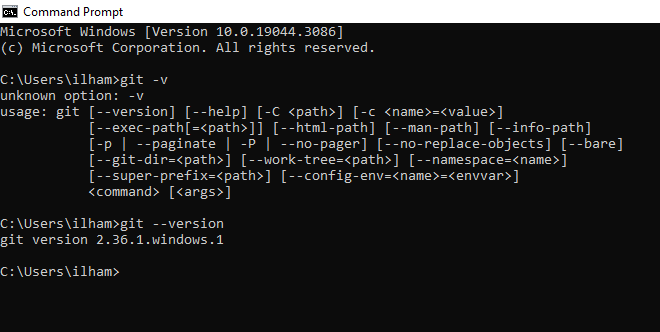 Command Prompt
Microsoft Windows [Version 10.0.19044.3086]
(c) Microsoft Corporation. All rights reserved.
C:\Users\ilham>git -v
unknown option: -v
usage: git [--version] [--help] [-C <path>] [-c <name>=<value>]
[--exec-path[=<path>]] [--html-path] [--man-path] [--info-path]
[-p | --paginate | -P | --no-pager] [--no-replace-objects] [--bare]
[--git-dir=<path>] [--work-tree=<path>] [--namespace=<name>]
[--super-prefix=<path>] [--config-env=<name>=<envvar>]
<command> [<args>]
C:\Users\ilham>git --version
git version 2.36.1.windows.1
C:\Users\ilham>